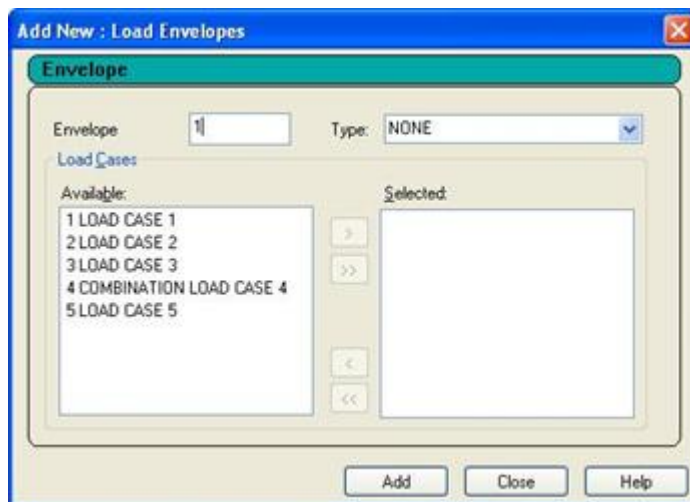 Add New : Load Envelopes
Envelope
Envelope 1 Type: NONE
Load Cases
Available: Selected:
1 LOAD CASE 1
2 LOAD CASE 2
3 LOAD CASE 3
4 COMBINATION LOAD CASE 4
5 LOAD CASE 5
>
>>
<
<<
Add Close Help